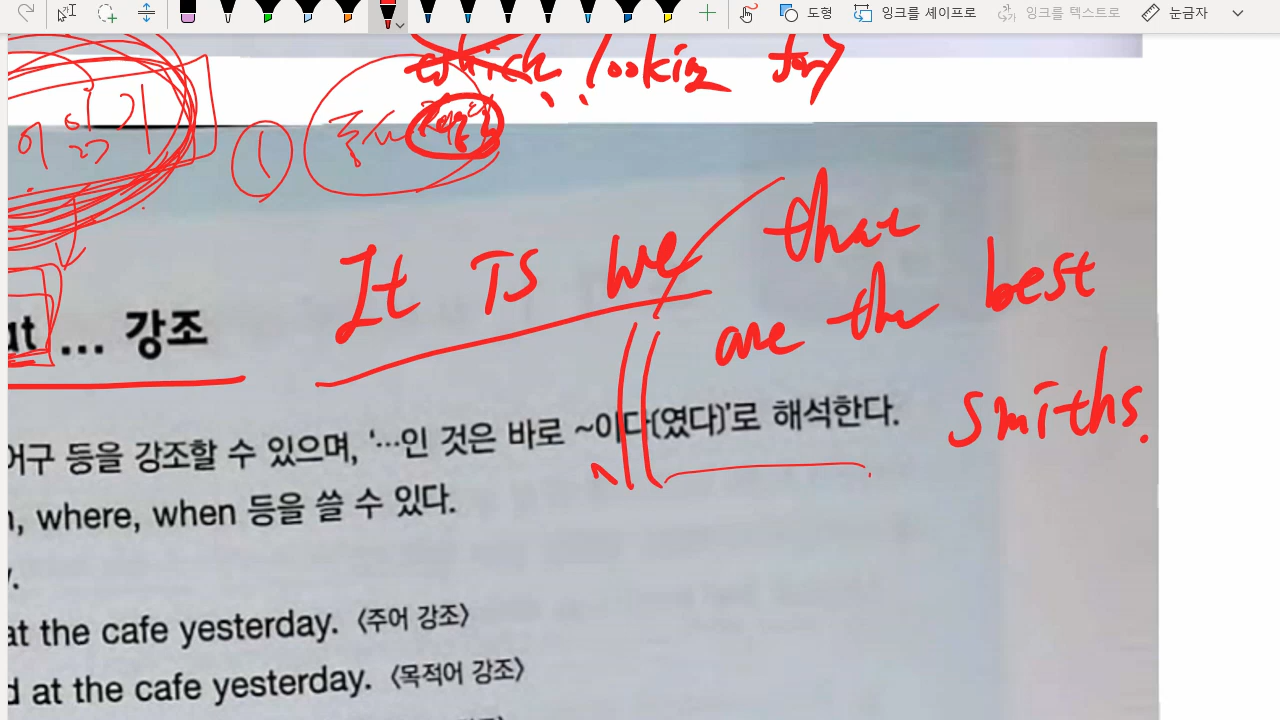 도형 잉크를 셰이프로 잉크를 텍스트로 눈금자
looking for
①
It is we that
are the best
smiths.
... 강조
어구 등을 강조할 수 있으며, ‘…인 것은 바로 ~이다(였다)’로 해석한다.
, where, when 등을 쓸 수 있다.
at the cafe yesterday. 〈주어 강조〉
d at the cafe yesterday. 〈목적어 강조〉